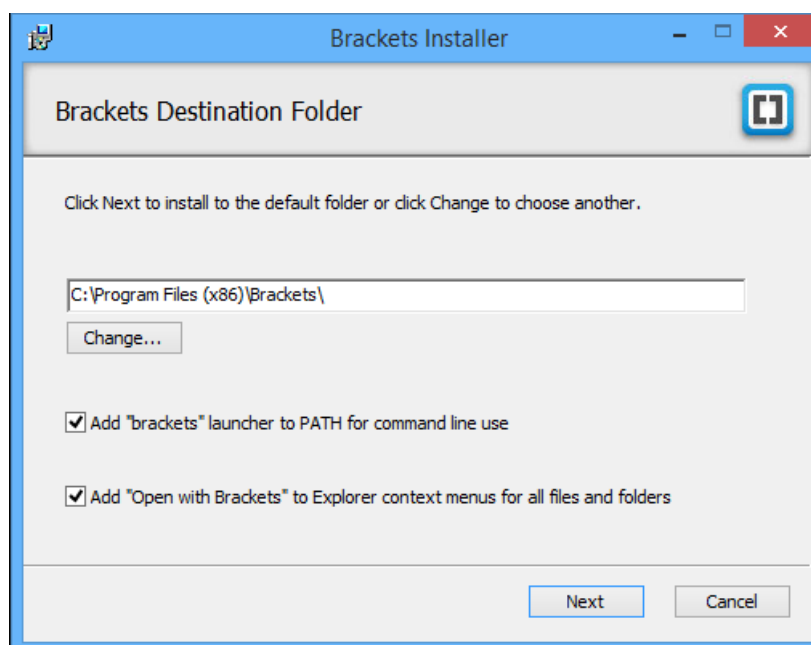 Brackets Installer
Brackets Destination Folder
Click Next to install to the default folder or click Change to choose another.
C:\Program Files (x86)\Brackets\
Change...
Add "brackets" launcher to PATH for command line use
Add "Open with Brackets" to Explorer context menus for all files and folders
Next Cancel